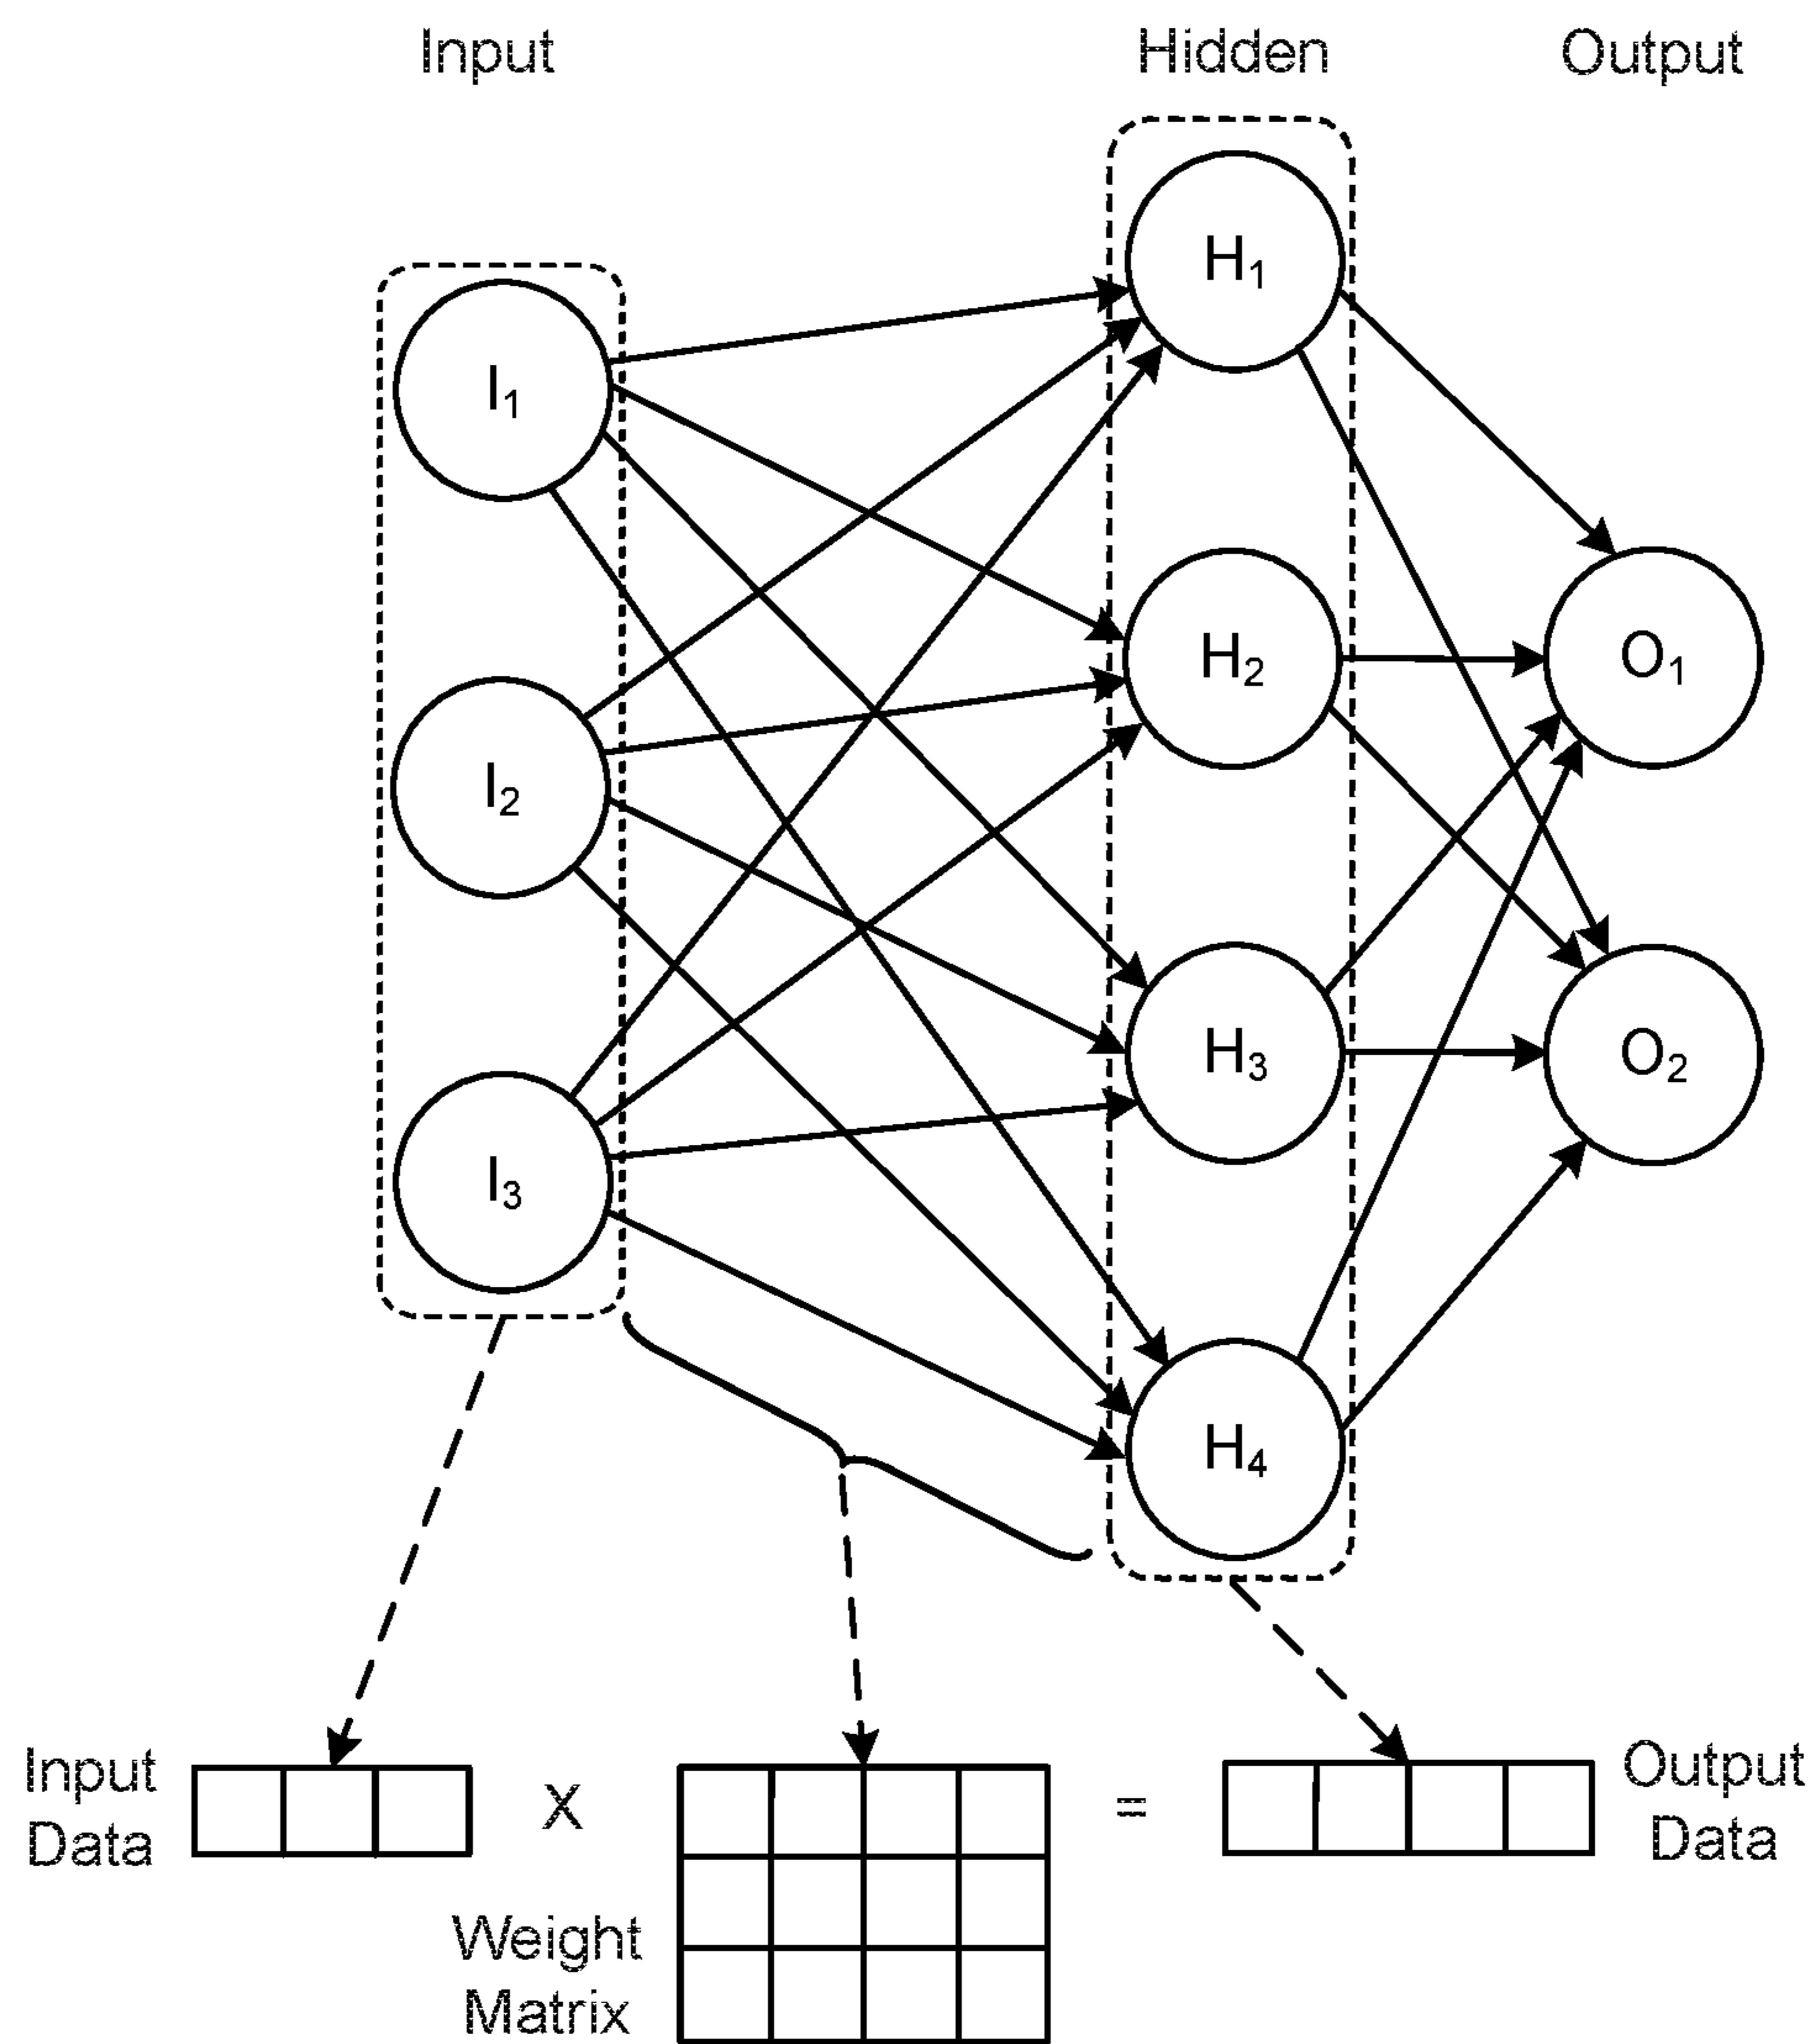 Input Hidden Output
H₁
I₁
H₂ O₁
I₂
H₃ O₂
I₃
H₄
Input
Data
X
=
Output
Data
Weight
Matrix